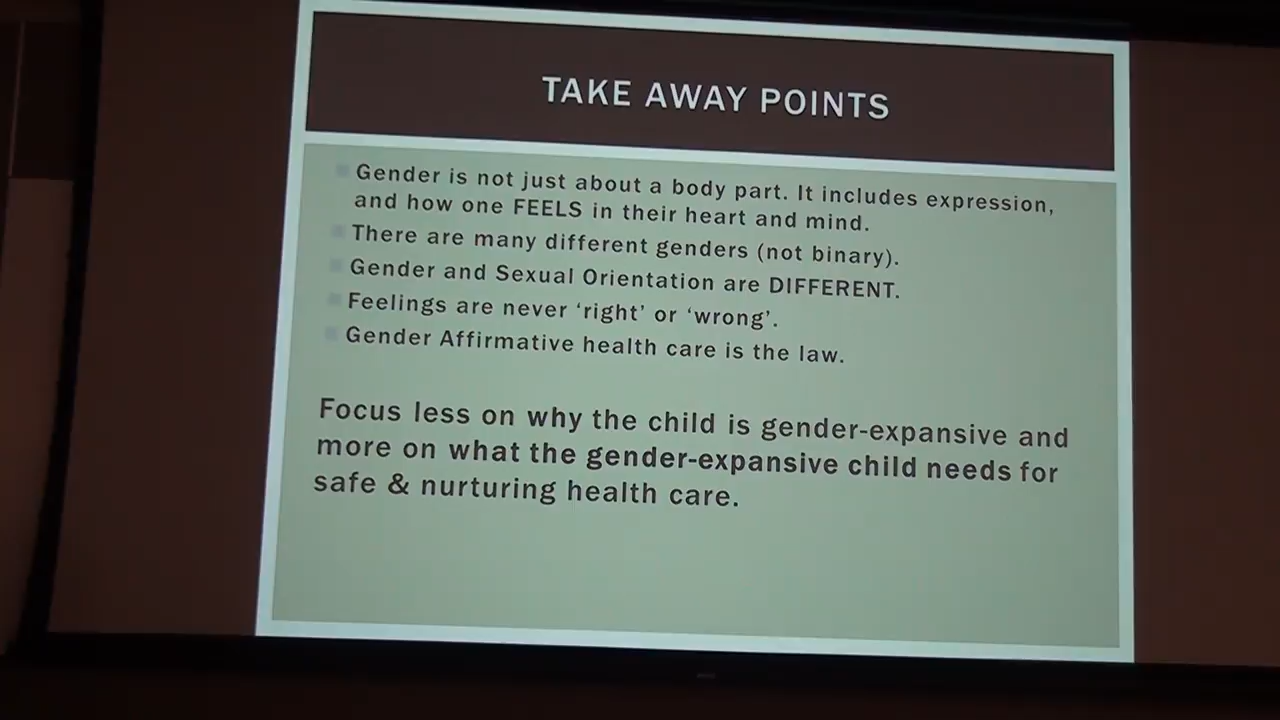 TAKE AWAY POINTS
Gender is not just about a body part. It includes expression,
and how one FEELS in their heart and mind.
There are many different genders (not binary).
Gender and Sexual Orientation are DIFFERENT.
Feelings are never ‘right’ or ‘wrong’.
Gender Affirmative health care is the law.
Focus less on why the child is gender-expansive and
more on what the gender-expansive child needs for
safe & nurturing health care.